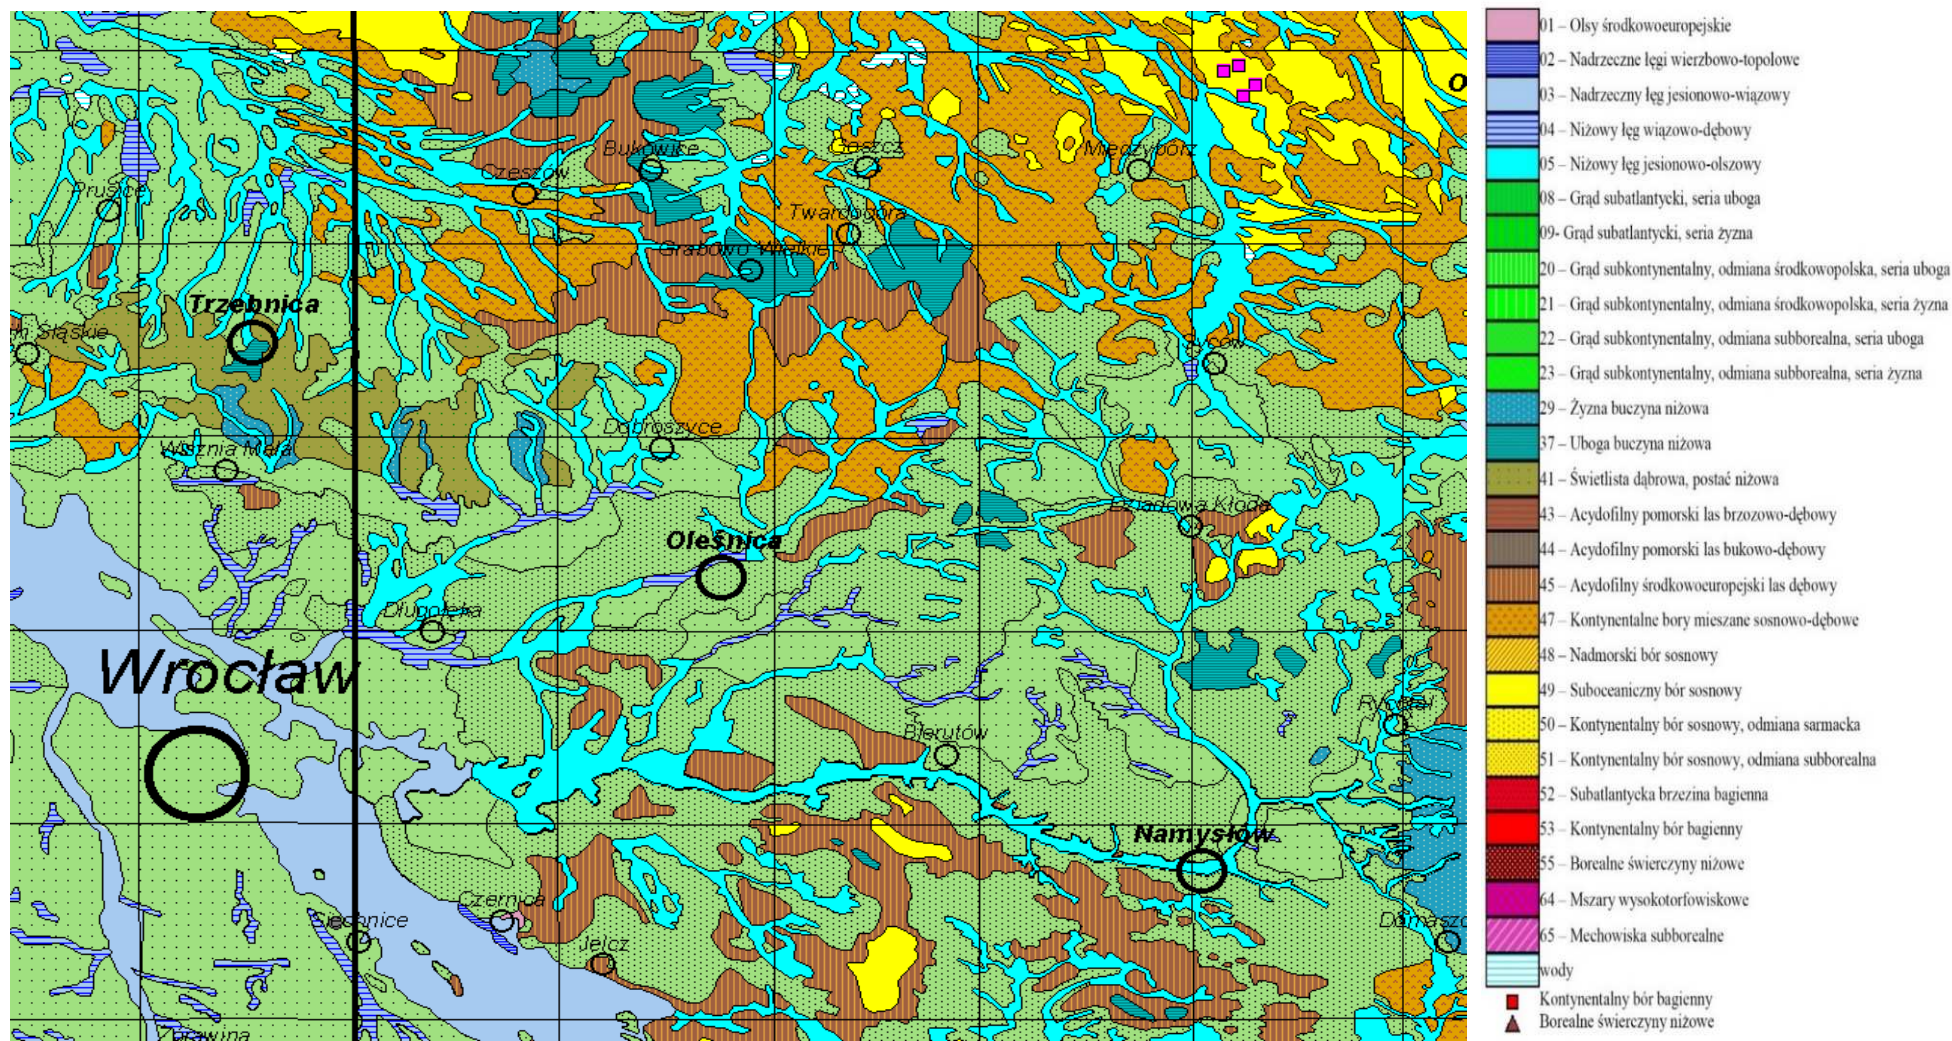 Bukowice
Goszcz
Międzybórz
Czeszów
Prusice
Twardogóra
Grabowo Wielkie
Trzebnica
Śląskie
Syców
Dobroszyce
Wisznia Mała
Dziadowa Kłoda
Oleśnica
Długołęka
Wrocław
Rychtal
Bierutów
Namysłów
Czernica
Siechnice
Domaszo
Jelcz
Żórawina
01 – Olsy środkowoeuropejskie
02 – Nadrzeczne łęgi wierzbowo-topolowe
03 – Nadrzeczny łęg jesionowo-wiązowy
04 – Niżowy łęg wiązowo-dębowy
05 – Niżowy łęg jesionowo-olszowy
08 – Grąd subatlantycki, seria uboga
09- Grąd subatlantycki, seria żyzna
20 – Grąd subkontynentalny, odmiana środkowopolska, seria uboga
21 – Grąd subkontynentalny, odmiana środkowopolska, seria żyzna
22 – Grąd subkontynentalny, odmiana subborealna, seria uboga
23 – Grąd subkontynentalny, odmiana subborealna, seria żyzna
29 – Żyzna buczyna niżowa
37 – Uboga buczyna niżowa
41 – Świetlista dąbrowa, postać niżowa
43 – Acydofilny pomorski las brzozowo-dębowy
44 – Acydofilny pomorski las bukowo-dębowy
45 – Acydofilny środkowoeuropejski las dębowy
47 – Kontynentalne bory mieszane sosnowo-dębowe
48 – Nadmorski bór sosnowy
49 – Suboceaniczny bór sosnowy
50 – Kontynentalny bór sosnowy, odmiana sarmacka
51 – Kontynentalny bór sosnowy, odmiana subborealna
52 – Subatlantycka brzezina bagienna
53 – Kontynentalny bór bagienny
55 – Borealne świerczyny niżowe
64 – Mszary wysokotorfowiskowe
65 – Mechowiska subborealne
wody
Kontynentalny bór bagienny
Borealne świerczyny niżowe